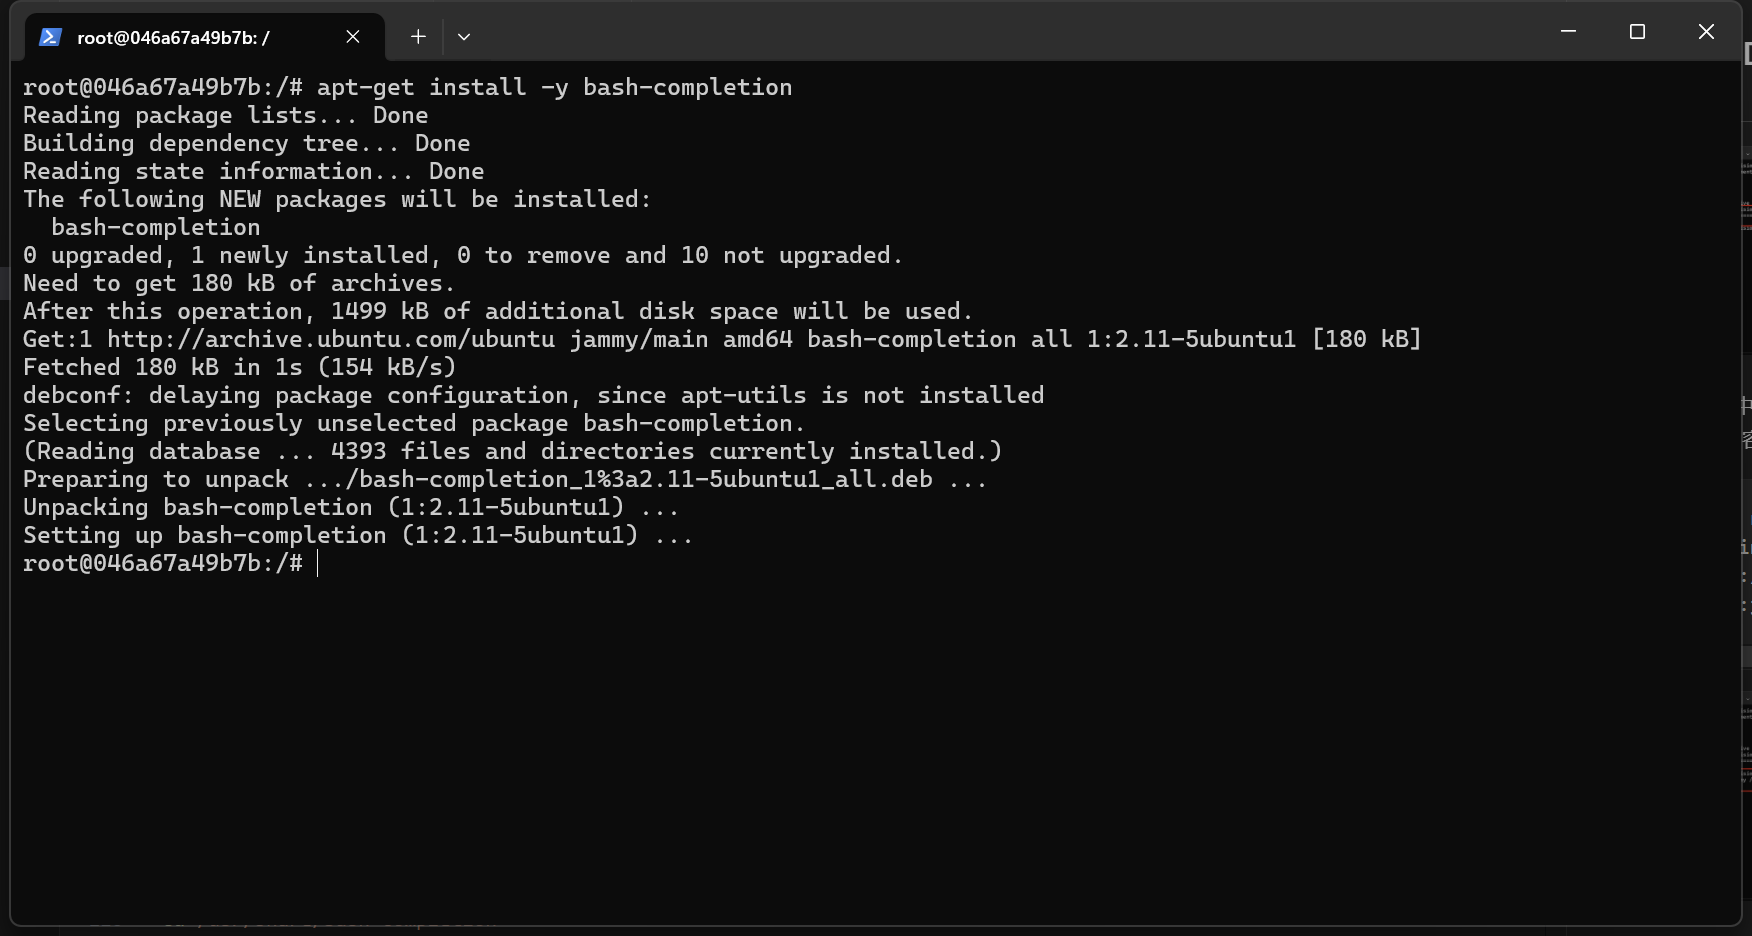 root@046a67a49b7b: /
root@046a67a49b7b:/# apt-get install -y bash-completion
Reading package lists... Done
Building dependency tree... Done
Reading state information... Done
The following NEW packages will be installed:
  bash-completion
0 upgraded, 1 newly installed, 0 to remove and 10 not upgraded.
Need to get 180 kB of archives.
After this operation, 1499 kB of additional disk space will be used.
Get:1 http://archive.ubuntu.com/ubuntu jammy/main amd64 bash-completion all 1:2.11-5ubuntu1 [180 kB]
Fetched 180 kB in 1s (154 kB/s)
debconf: delaying package configuration, since apt-utils is not installed
Selecting previously unselected package bash-completion.
(Reading database ... 4393 files and directories currently installed.)
Preparing to unpack .../bash-completion_1%3a2.11-5ubuntu1_all.deb ...
Unpacking bash-completion (1:2.11-5ubuntu1) ...
Setting up bash-completion (1:2.11-5ubuntu1) ...
root@046a67a49b7b:/#